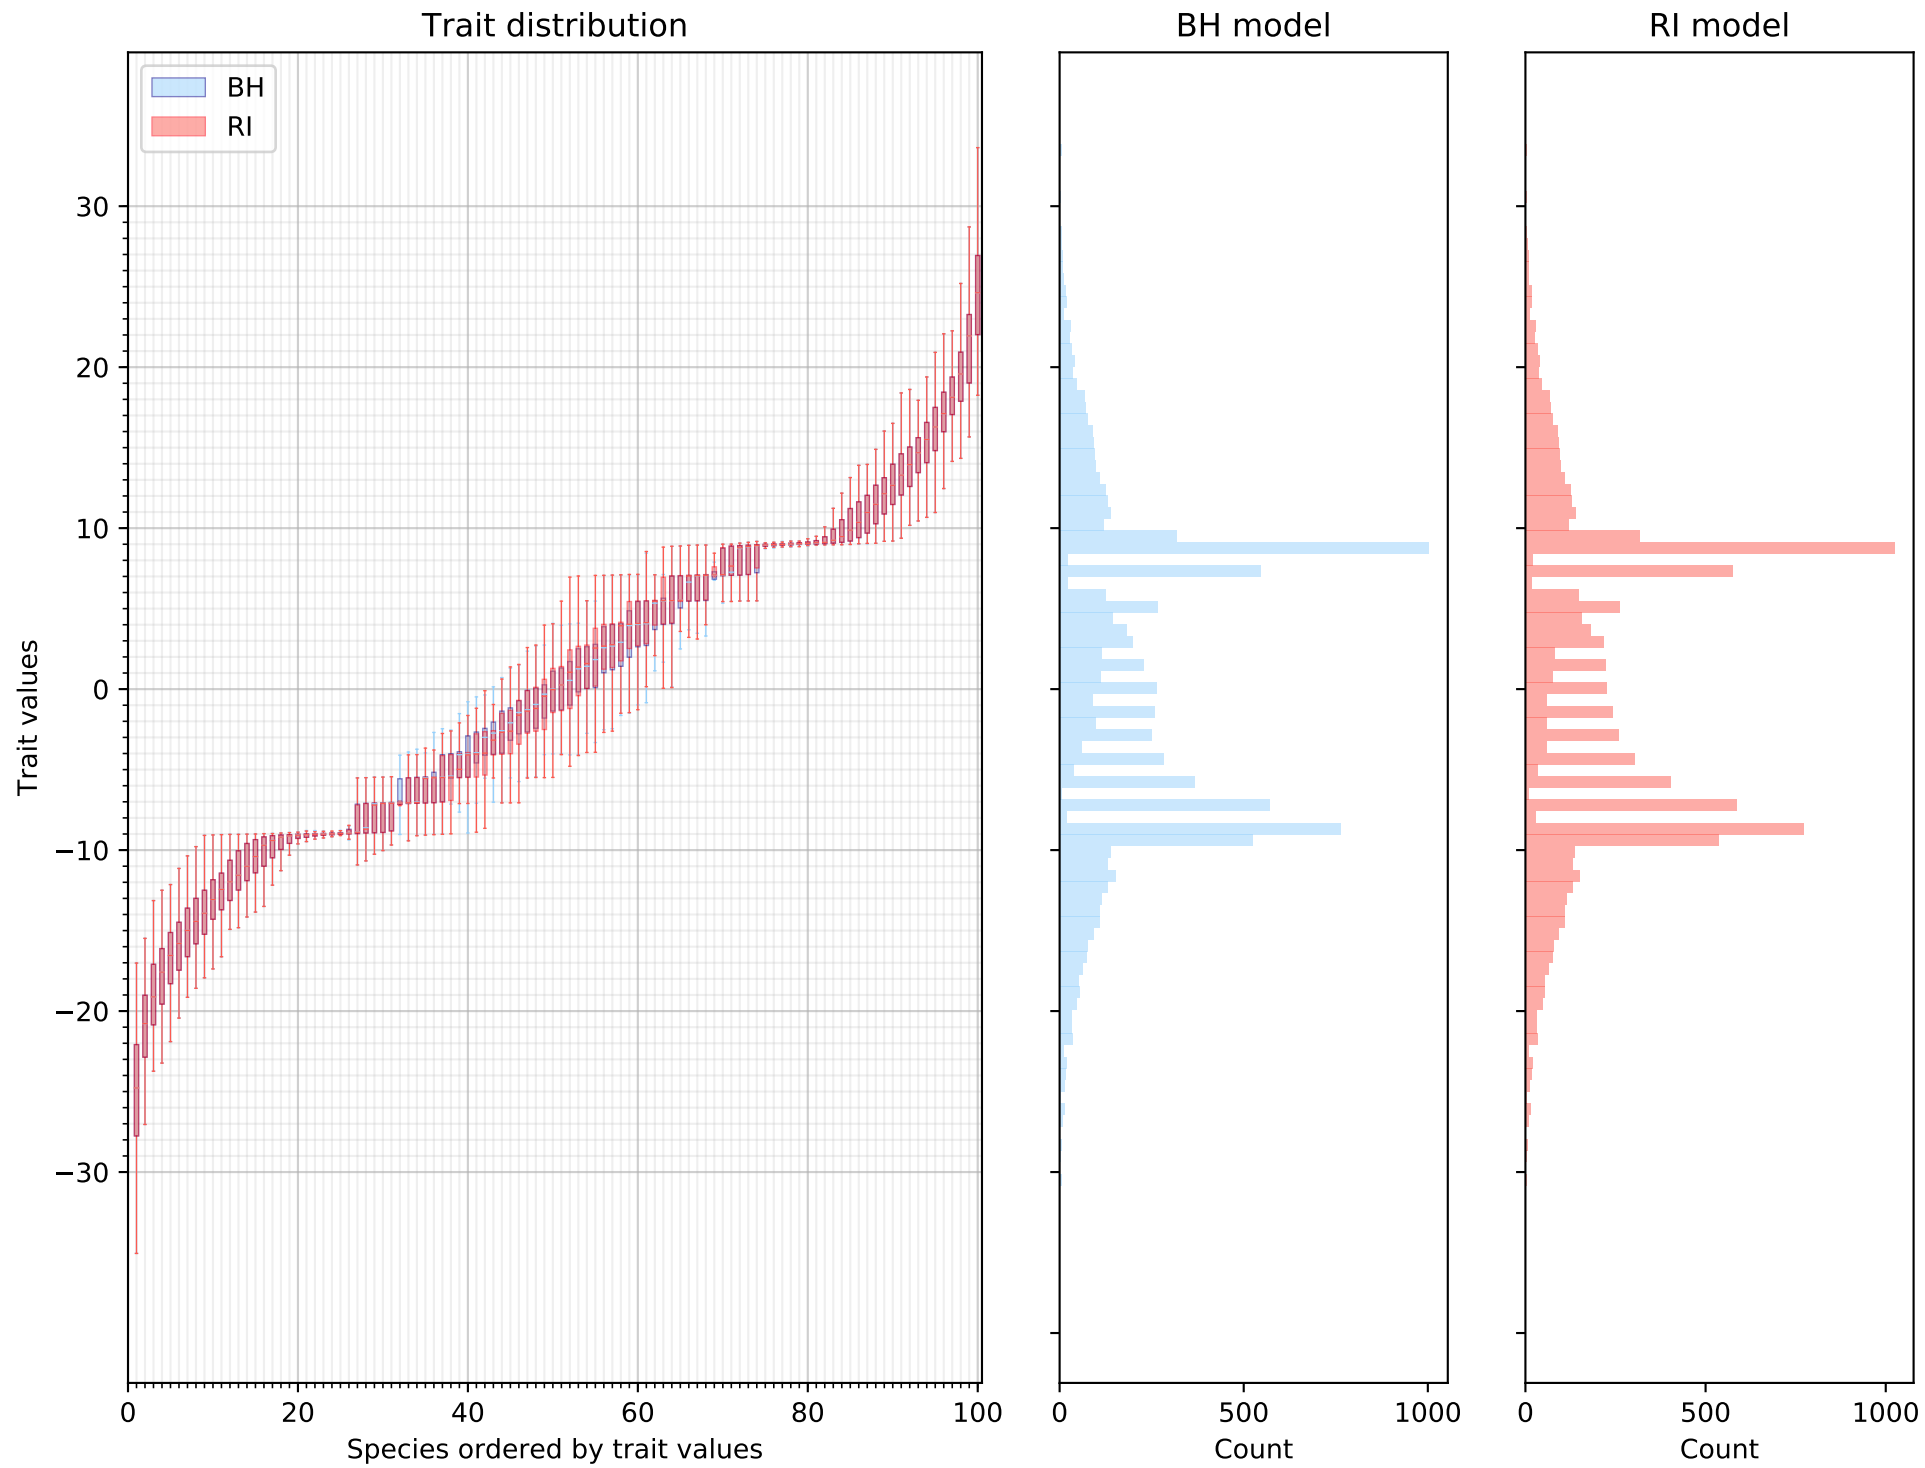 Trait distribution
BH model
RI model
BH
RI
Trait values
30
20
10
0
−10
−20
−30
0 20 40 60 80 100
0 500 1000
0 500 1000
Species ordered by trait values
Count
Count